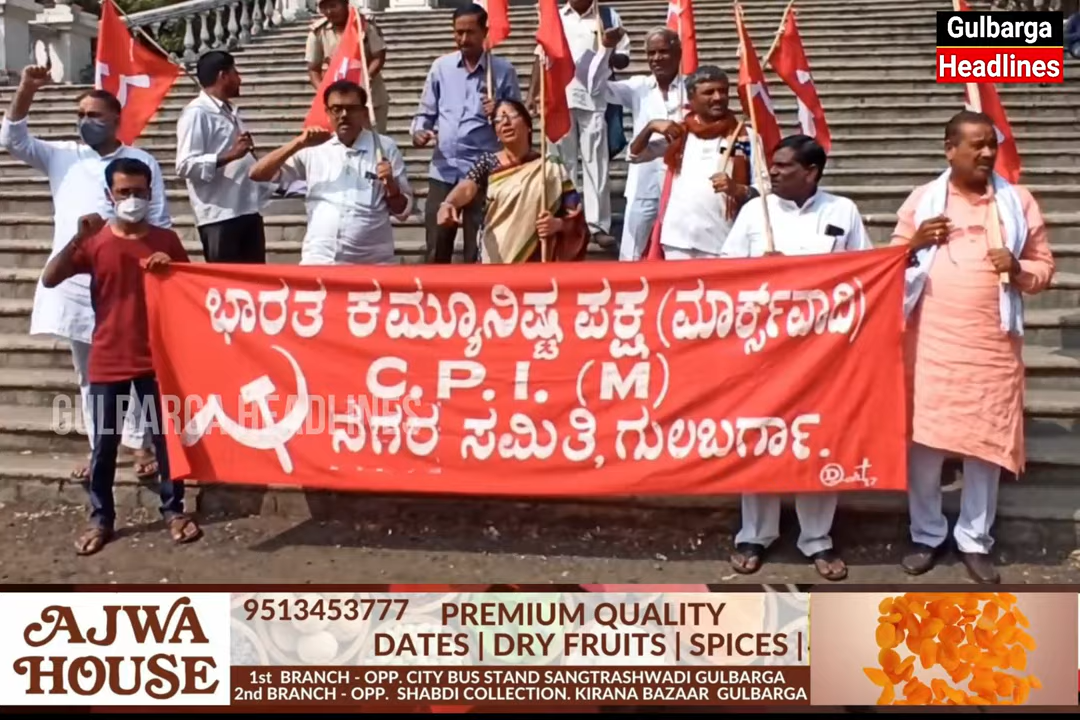 Gulbarga
Headlines
ಭಾರತ ಕಮ್ಯೂನಿಷ್ಟ ಪಕ್ಷ (ಮಾರ್ಕ್ಸ್‌ವಾದಿ)
C. P. I. (M)
GULBARGA HEADLINES
ನಗರ ಸಮಿತಿ, ಗುಲಬರ್ಗಾ.
AJWA
HOUSE
9513453777 PREMIUM QUALITY
DATES | DRY FRUITS | SPICES |
1st BRANCH - OPP. CITY BUS STAND SANGTRASHWADI GULBARGA
2nd BRANCH - OPP. SHABDI COLLECTION. KIRANA BAZAAR GULBARGA